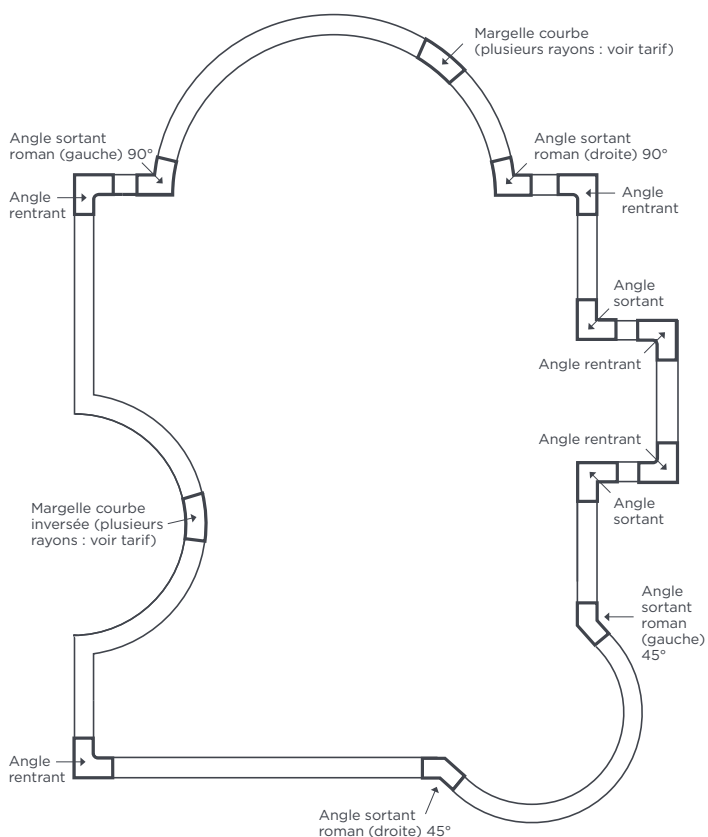 Margelle courbe
(plusieurs rayons : voir tarif)
Angle sortant
roman (gauche) 90°
Angle sortant
roman (droite) 90°
Angle
rentrant
Angle
rentrant
Angle
sortant
Angle rentrant
Angle rentrant
Margelle courbe
inversée (plusieurs
rayons : voir tarif)
Angle
sortant
Angle
sortant
roman
(gauche)
45°
Angle
rentrant
Angle sortant
roman (droite) 45°